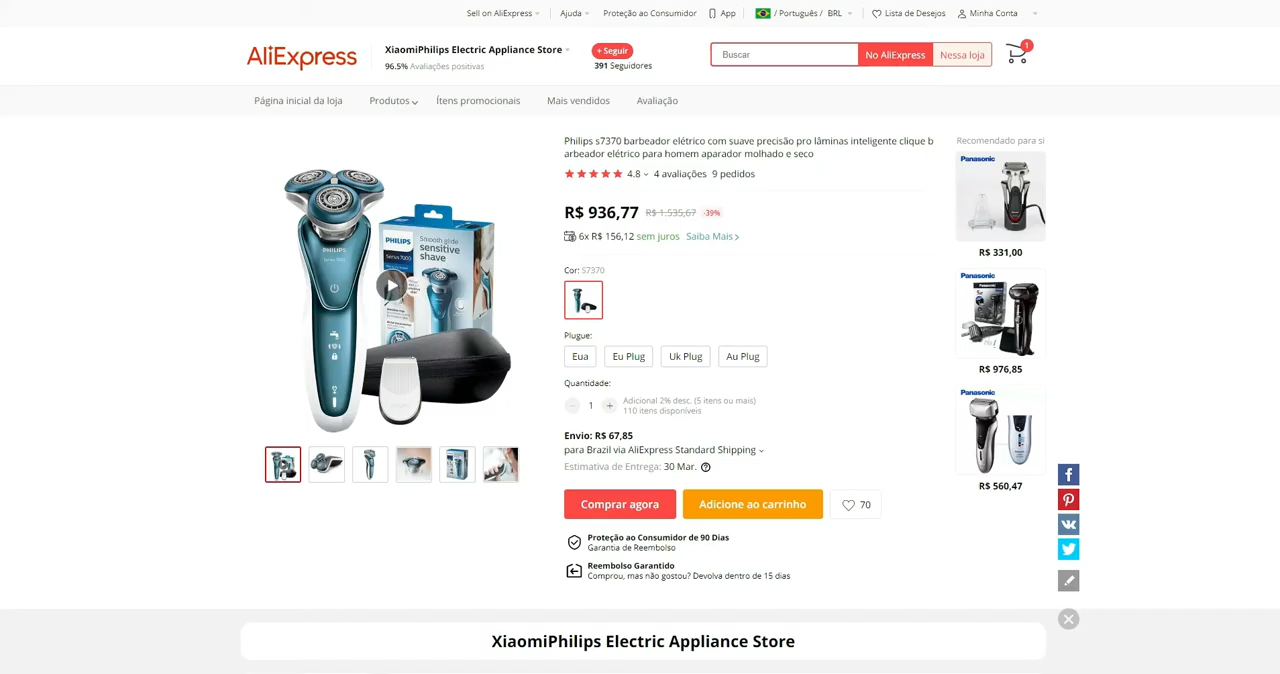 Sell on AliExpress
Ajuda
Proteção ao Consumidor
App
/ Português / BRL
Lista de Desejos
Minha Conta
AliExpress
XiaomiPhilips Electric Appliance Store
96.5% Avaliações positivas
+ Seguir
391 Seguidores
Buscar
No AliExpress
Nessa loja
1
Página inicial da loja
Produtos
Ítens promocionais
Mais vendidos
Avaliação
PHILIPS
PHILIPS
Smooth glide
sensitive
shave
Philips s7370 barbeador elétrico com suave precisão pro lâminas inteligente clique b
arbeador elétrico para homem aparador molhado e seco
4.8
4 avaliações
9 pedidos
R$ 936,77
R$ 1.535,67
-39%
6x R$ 156,12 sem juros
Saiba Mais
Cor: S7370
Plugue:
Eua
Eu Plug
Uk Plug
Au Plug
Quantidade:
1
Adicional 2% desc. (5 itens ou mais)
110 itens disponíveis
Envio: R$ 67,85
para Brazil via AliExpress Standard Shipping
Estimativa de Entrega: 30 Mar.
Comprar agora
Adicione ao carrinho
70
Proteção ao Consumidor de 90 Dias
Garantia de Reembolso
Reembolso Garantido
Comprou, mas não gostou? Devolva dentro de 15 dias
Recomendado para si
Panasonic
R$ 331,00
Panasonic
R$ 976,85
Panasonic
R$ 560,47
XiaomiPhilips Electric Appliance Store